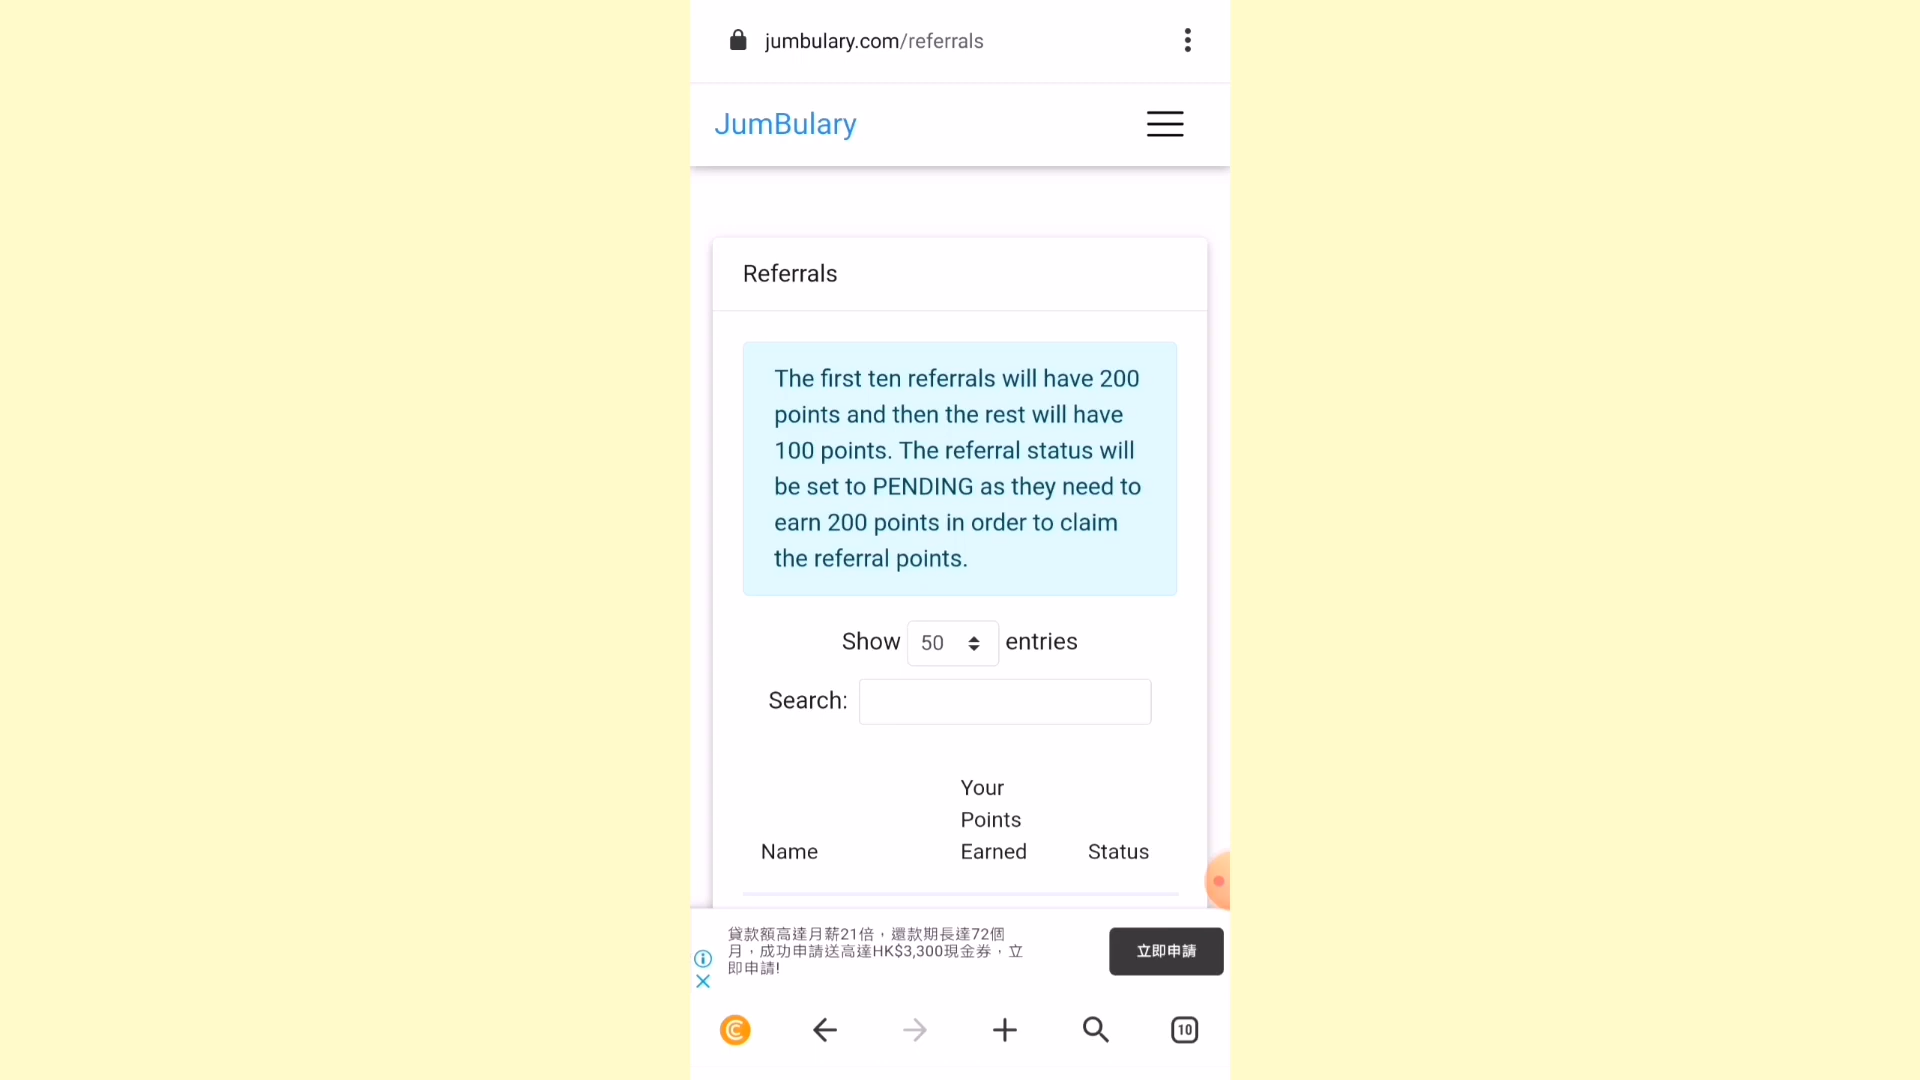 jumbulary.com/referrals
JumBulary
Referrals
The first ten referrals will have 200
points and then the rest will have
100 points. The referral status will
be set to PENDING as they need to
earn 200 points in order to claim
the referral points.
Show 50 entries
Search:
Your
Points
Name Earned Status
貸款額高達月薪21倍，還款期長達72個
月，成功申請送高達HK$3,300現金券，立
即申請!
立即申請
10